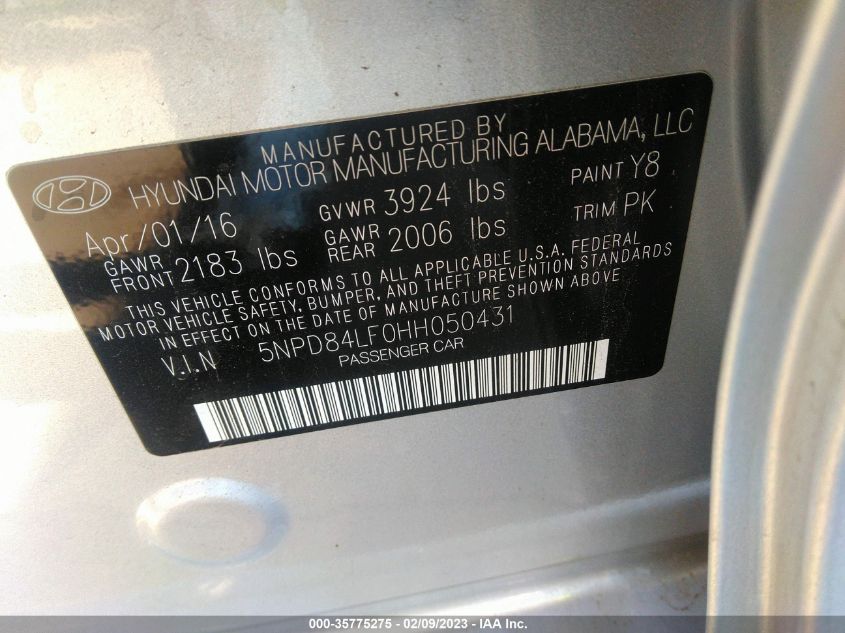 MANUFACTURED BY
HYUNDAI MOTOR MANUFACTURING ALABAMA, LLC
Apr/01/16 GVWR 3924 lbs PAINT Y8
GAWR FRONT 2183 lbs GAWR REAR 2006 lbs TRIM PK
THIS VEHICLE CONFORMS TO ALL APPLICABLE U.S.A. FEDERAL
MOTOR VEHICLE SAFETY, BUMPER, AND THEFT PREVENTION STANDARDS
IN EFFECT ON THE DATE OF MANUFACTURE SHOWN ABOVE
V.I.N 5NPD84LF0HH050431
PASSENGER CAR
000-35775275 - 02/09/2023 - IAA Inc.